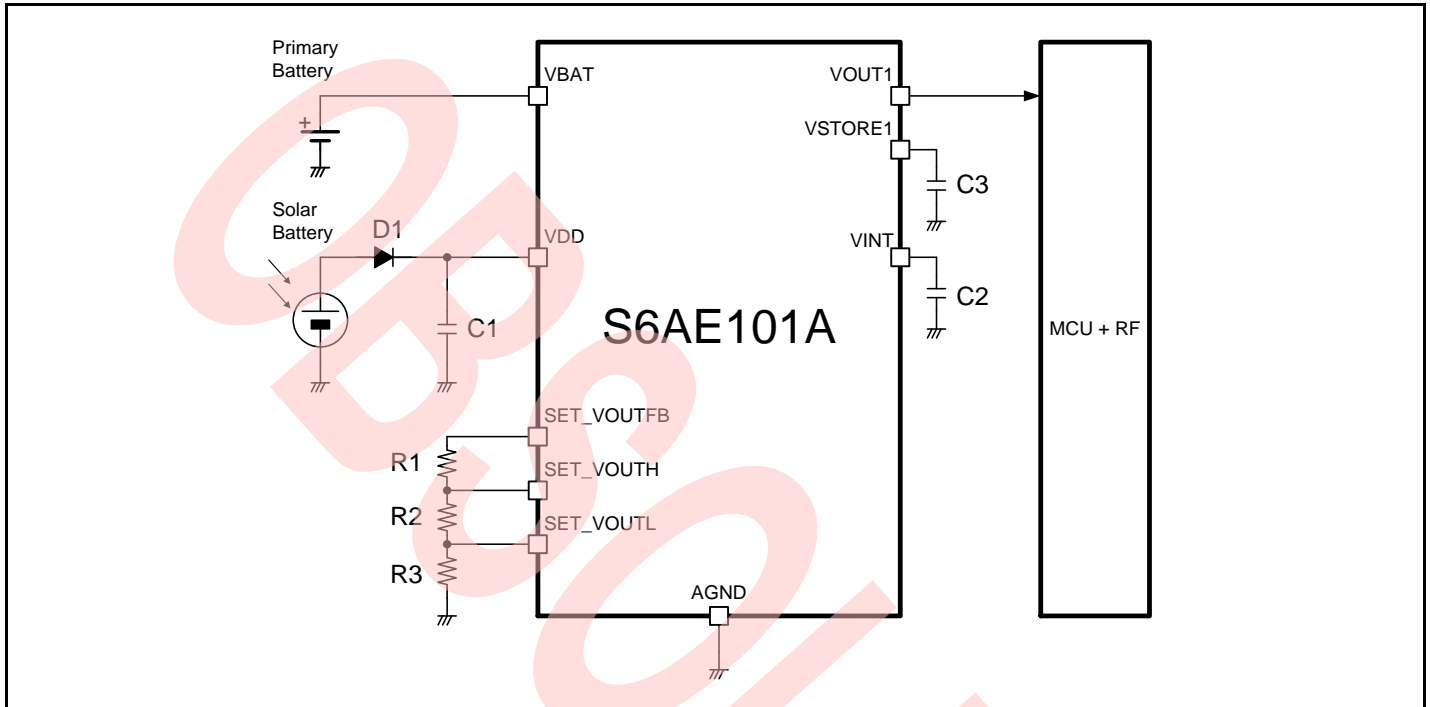 Primary
Battery
+
VBAT
VOUT1
VSTORE1
C3
Solar
Battery
D1
VDD
VINT
C1
C2
S6AE101A
MCU + RF
SET_VOUTFB
R1
SET_VOUTH
R2
SET_VOUTL
R3
AGND
OBSOL